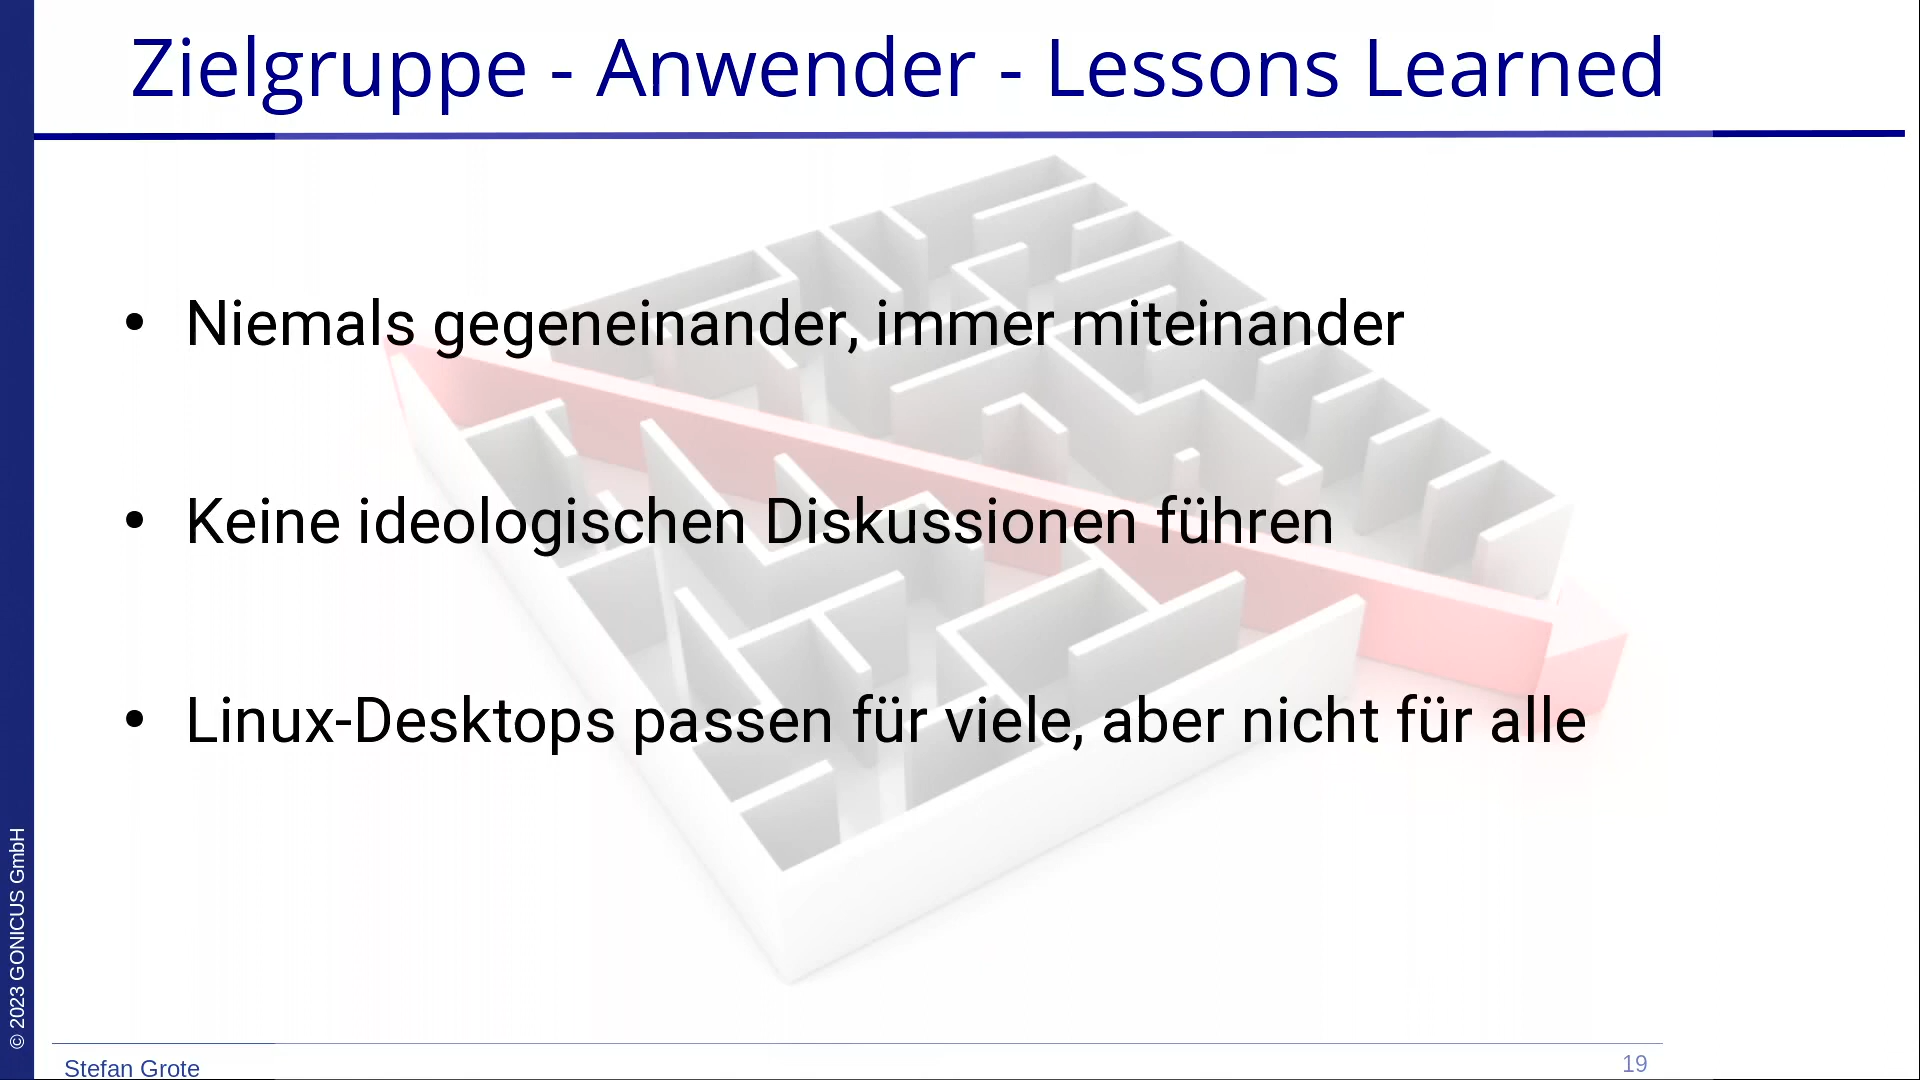 Zielgruppe - Anwender - Lessons Learned
• Niemals gegeneinander, immer miteinander
• Keine ideologischen Diskussionen führen
• Linux-Desktops passen für viele, aber nicht für alle
© 2023 GONICUS GmbH
Stefan Grote
19